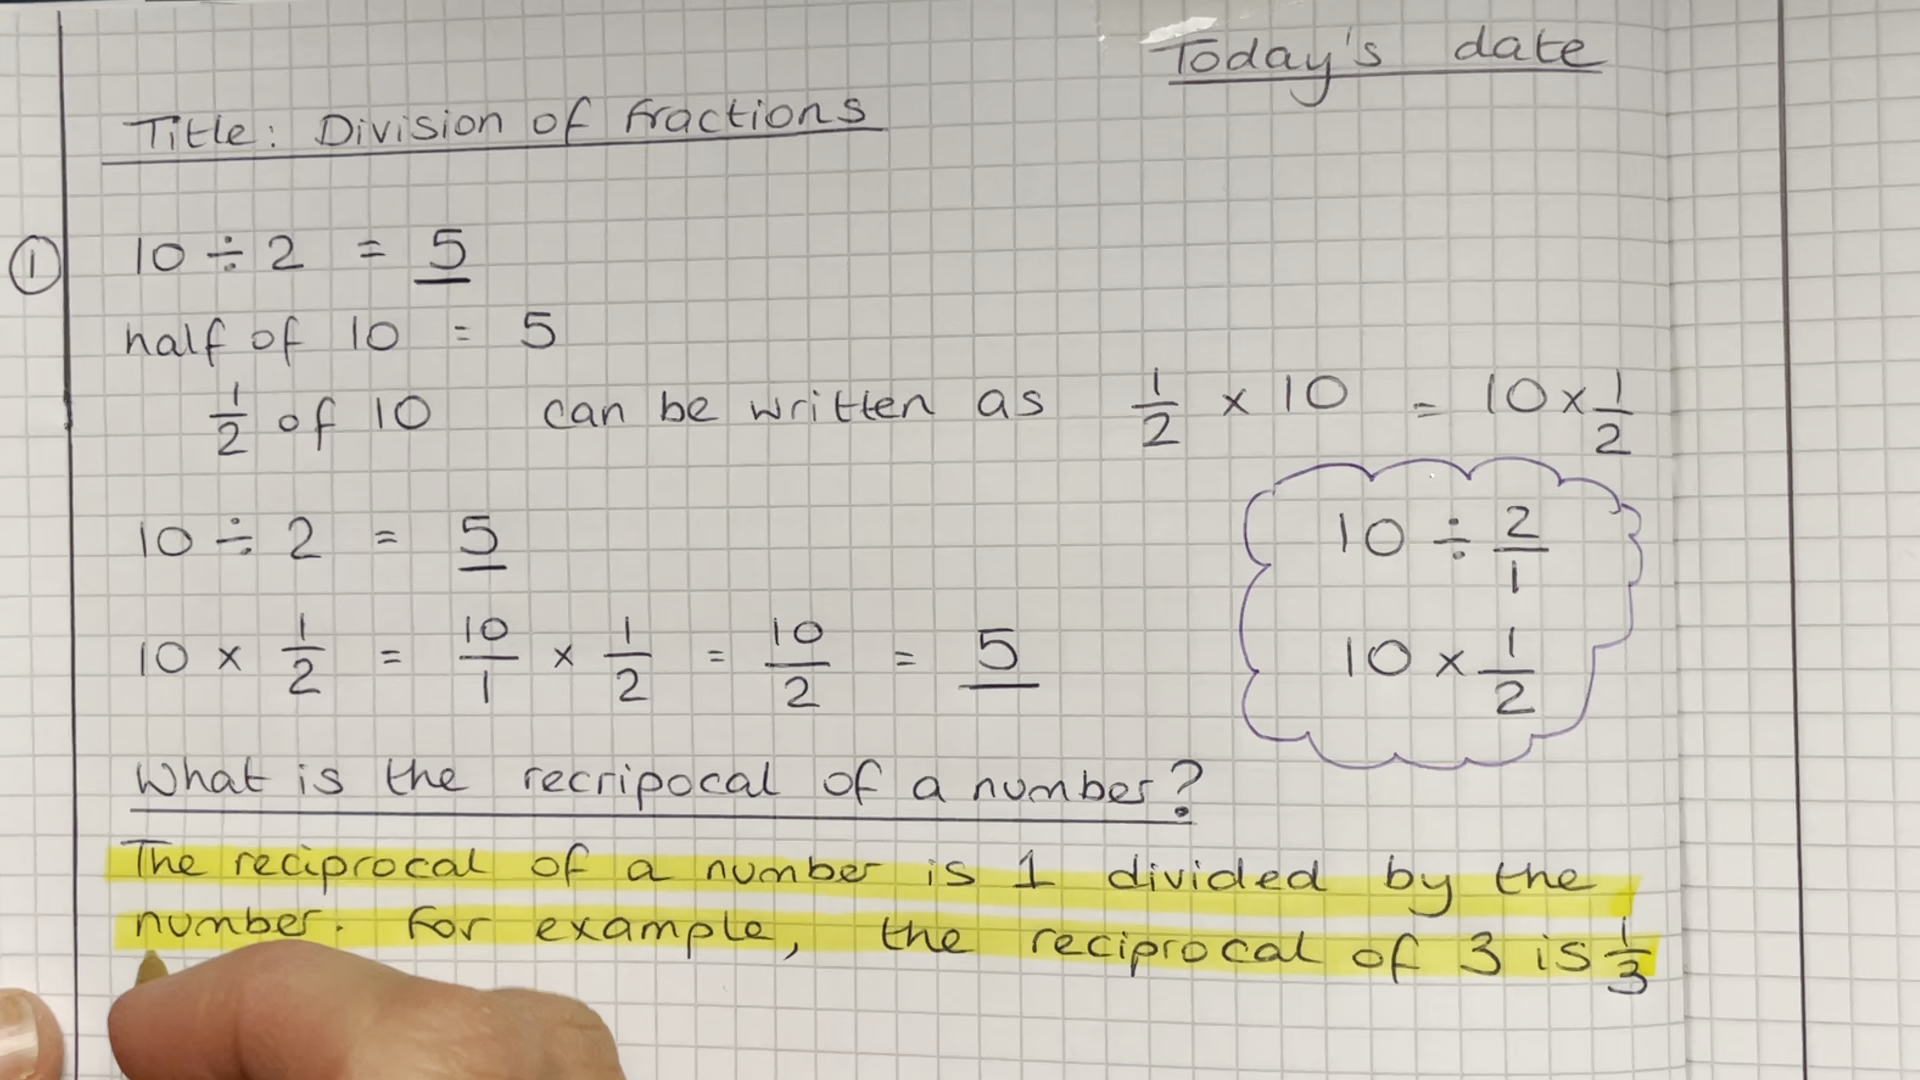 Today's date
Title: Division of fractions
① 10 ÷ 2 = 5
half of 10 = 5
1/2 of 10 can be written as 1/2 × 10 = 10 × 1/2
10 ÷ 2 = 5
10 ÷ 2/1
10 × 1/2 = 10/1 × 1/2 = 10/2 = 5
10 × 1/2
What is the recripocal of a number?
The reciprocal of a number is 1 divided by the
number. For example, the reciprocal of 3 is 1/3